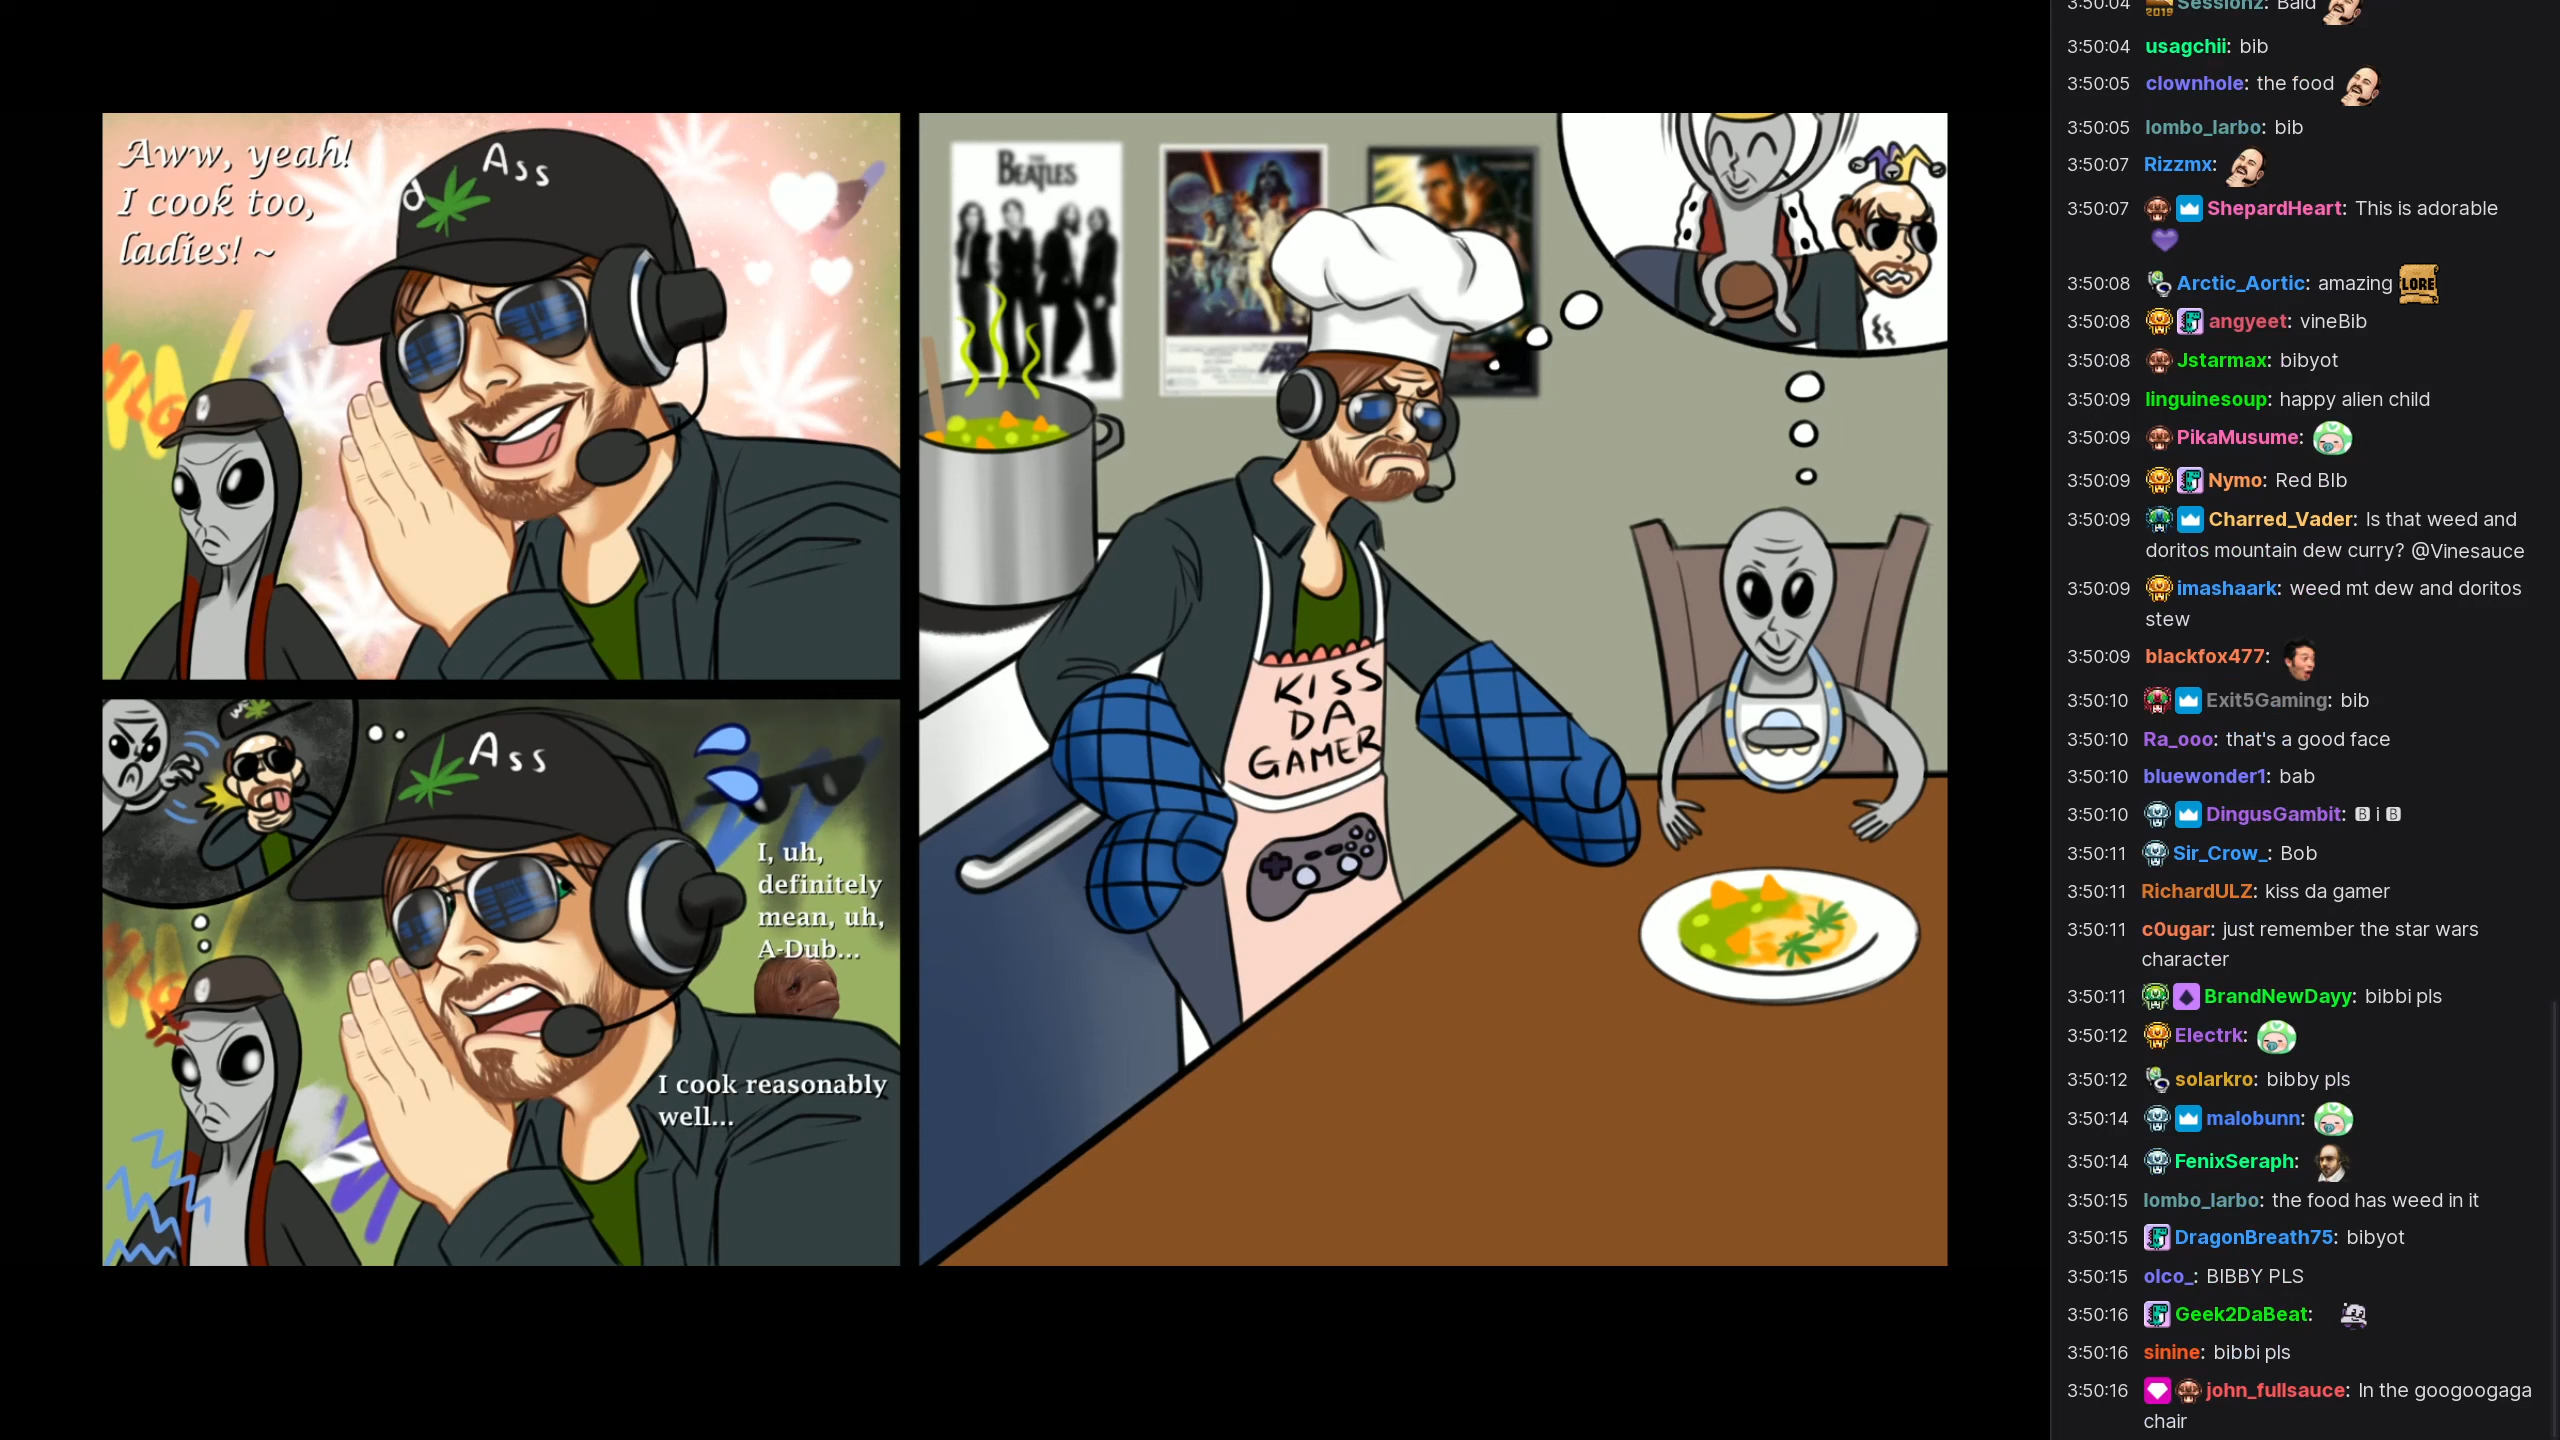 Aww, yeah!
I cook too,
ladies! ~
d Ass
Ass
I, uh,
definitely
mean, uh,
A-Dub...
I cook reasonably
well...
THE
BEATLES
KISS
DA
GAMER
3:50:04 Sessionz: Bald
3:50:04 usagchii: bib
3:50:05 clownhole: the food
3:50:05 lombo_larbo: bib
3:50:07 Rizzmx:
3:50:07 ShepardHeart: This is adorable
3:50:08 Arctic_Aortic: amazing LORE
3:50:08 angyeet: vineBib
3:50:08 Jstarmax: bibyot
3:50:09 linguinesoup: happy alien child
3:50:09 PikaMusume:
3:50:09 Nymo: Red BIb
3:50:09 Charred_Vader: Is that weed and
doritos mountain dew curry? @Vinesauce
3:50:09 imashaark: weed mt dew and doritos
stew
3:50:09 blackfox477:
3:50:10 Exit5Gaming: bib
3:50:10 Ra_ooo: that's a good face
3:50:10 bluewonder1: bab
3:50:10 DingusGambit: 🅱 i 🅱
3:50:11 Sir_Crow_: Bob
3:50:11 RichardULZ: kiss da gamer
3:50:11 c0ugar: just remember the star wars
character
3:50:11 BrandNewDayy: bibbi pls
3:50:12 Electrk:
3:50:12 solarkro: bibby pls
3:50:14 malobunn:
3:50:14 FenixSeraph:
3:50:15 lombo_larbo: the food has weed in it
3:50:15 DragonBreath75: bibyot
3:50:15 olco_: BIBBY PLS
3:50:16 Geek2DaBeat:
3:50:16 sinine: bibbi pls
3:50:16 john_fullsauce: In the googoogaga
chair